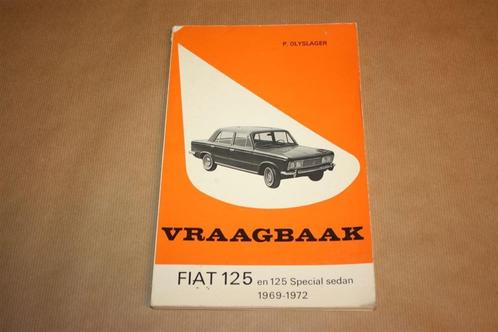 P. OLYSLAGER
VRAAGBAAK
FIAT 125 en 125 Special sedan
1969-1972